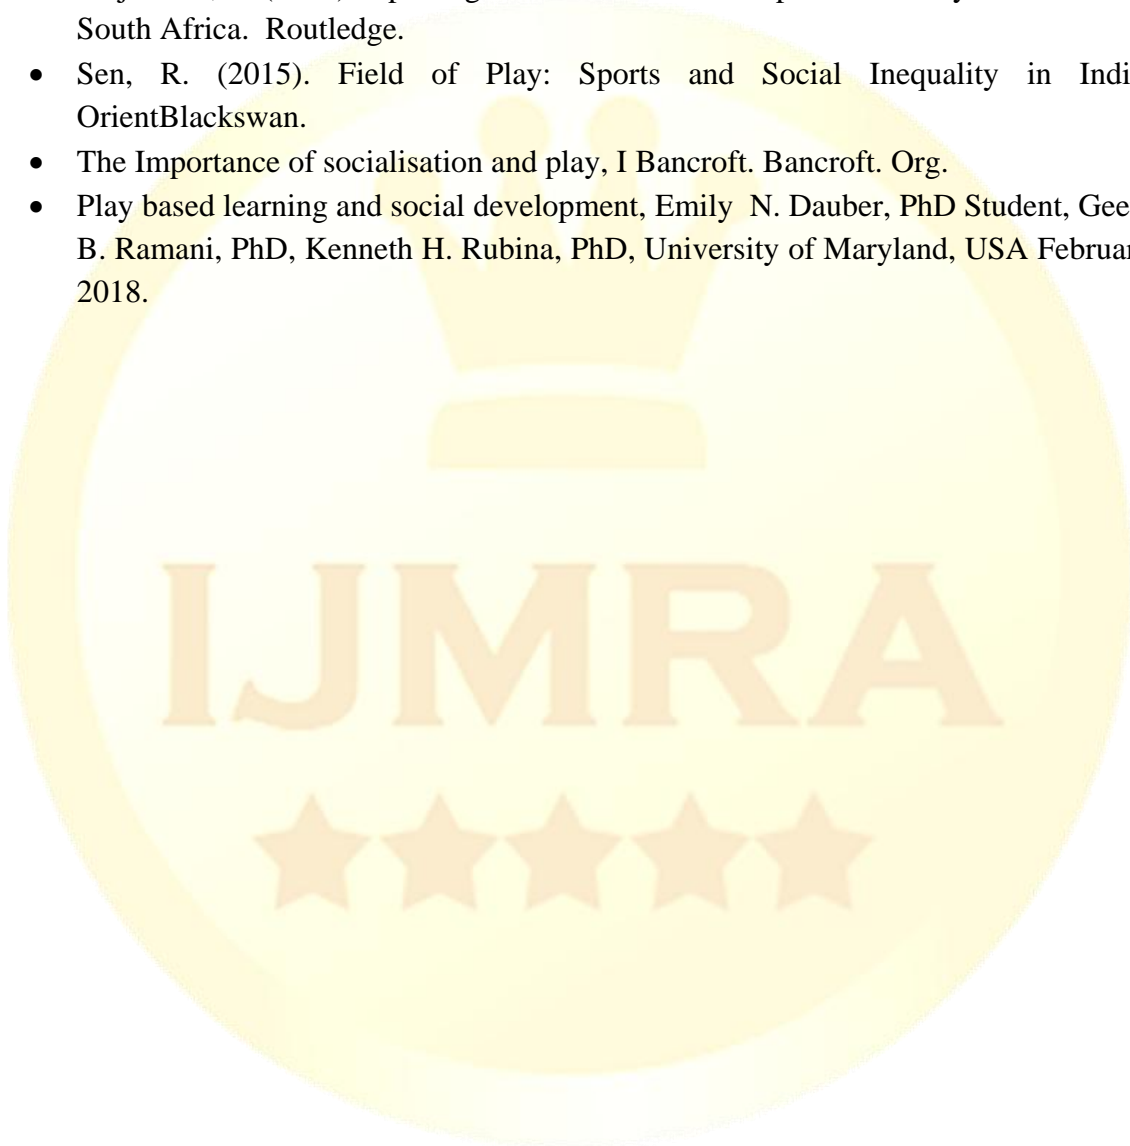 South Africa. Routledge.
• Sen, R. (2015). Field of Play: Sports and Social Inequality in Indi
OrientBlackswan.
• The Importance of socialisation and play, I Bancroft. Bancroft. Org.
• Play based learning and social development, Emily N. Dauber, PhD Student, Gee
B. Ramani, PhD, Kenneth H. Rubina, PhD, University of Maryland, USA Februar
2018.
IJMRA